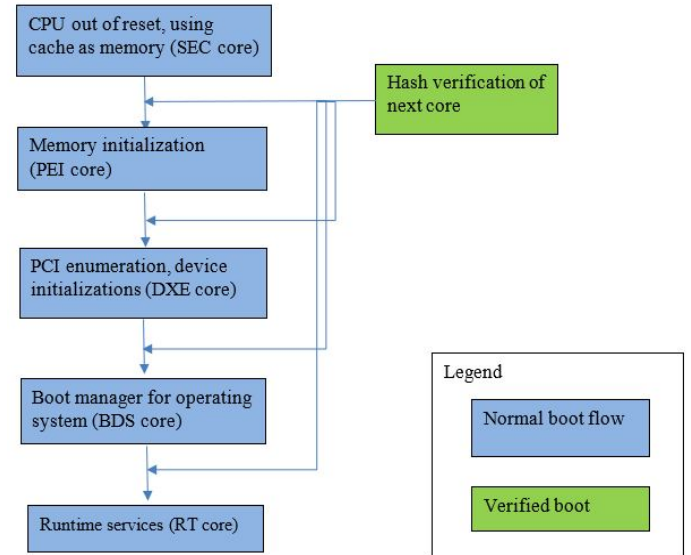 CPU out of reset, using
cache as memory (SEC core)
Hash verification of
next core
Memory initialization
(PEI core)
PCI enumeration, device
initializations (DXE core)
Boot manager for operating
system (BDS core)
Runtime services (RT core)
Legend
Normal boot flow
Verified boot